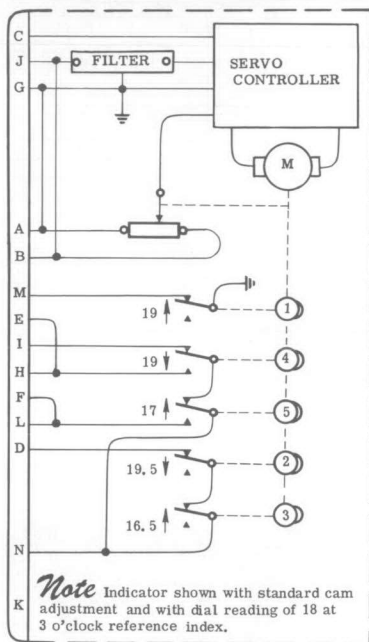 C
J
FILTER
G
SERVO
CONTROLLER
M
A
B
M
19
1
E
I
19
4
H
F
17
5
L
D
19.5
2
16.5
3
N
Note Indicator shown with standard cam
adjustment and with dial reading of 18 at
3 o'clock reference index.
K